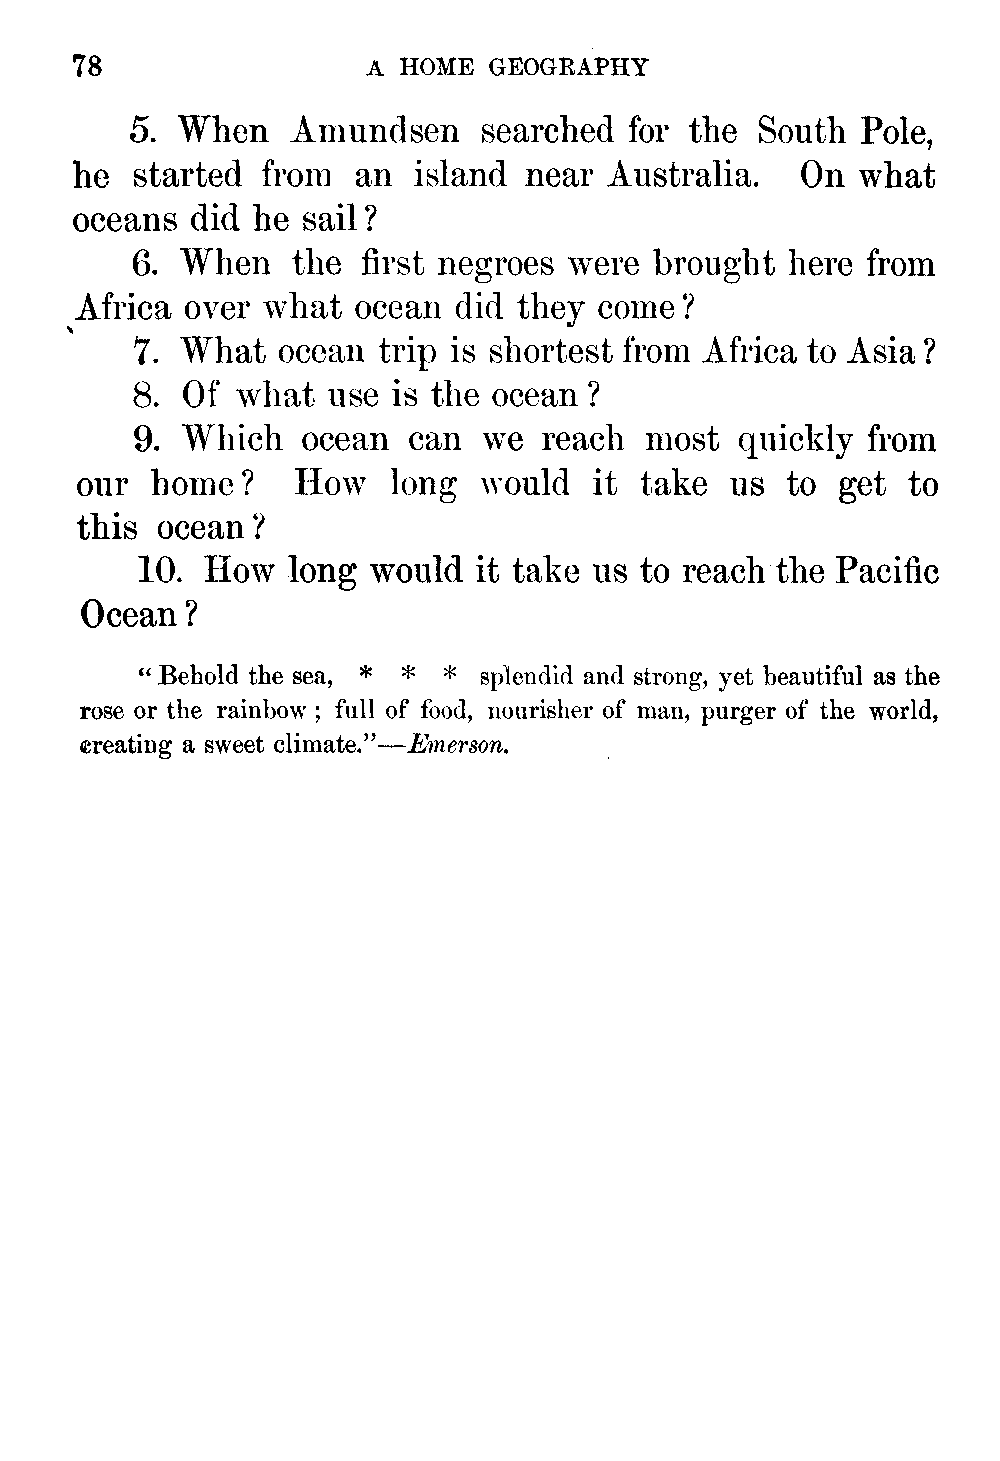 78 A HOME GEOGRAPHY
5. When Amundsen searched for the South Pole,
he started from an island near Australia. On what
oceans did he sail?
6. When the first negroes were brought here from
Africa over what ocean did they come?
7. What ocean trip is shortest from Africa to Asia?
8. Of what use is the ocean?
9. Which ocean can we reach most quickly from
our home? How long would it take us to get to
this ocean?
10. How long would it take us to reach the Pacific
Ocean?
“Behold the sea, * * * splendid and strong, yet beautiful as the
rose or the rainbow; full of food, nourisher of man, purger of the world,
creating a sweet climate.”—Emerson.